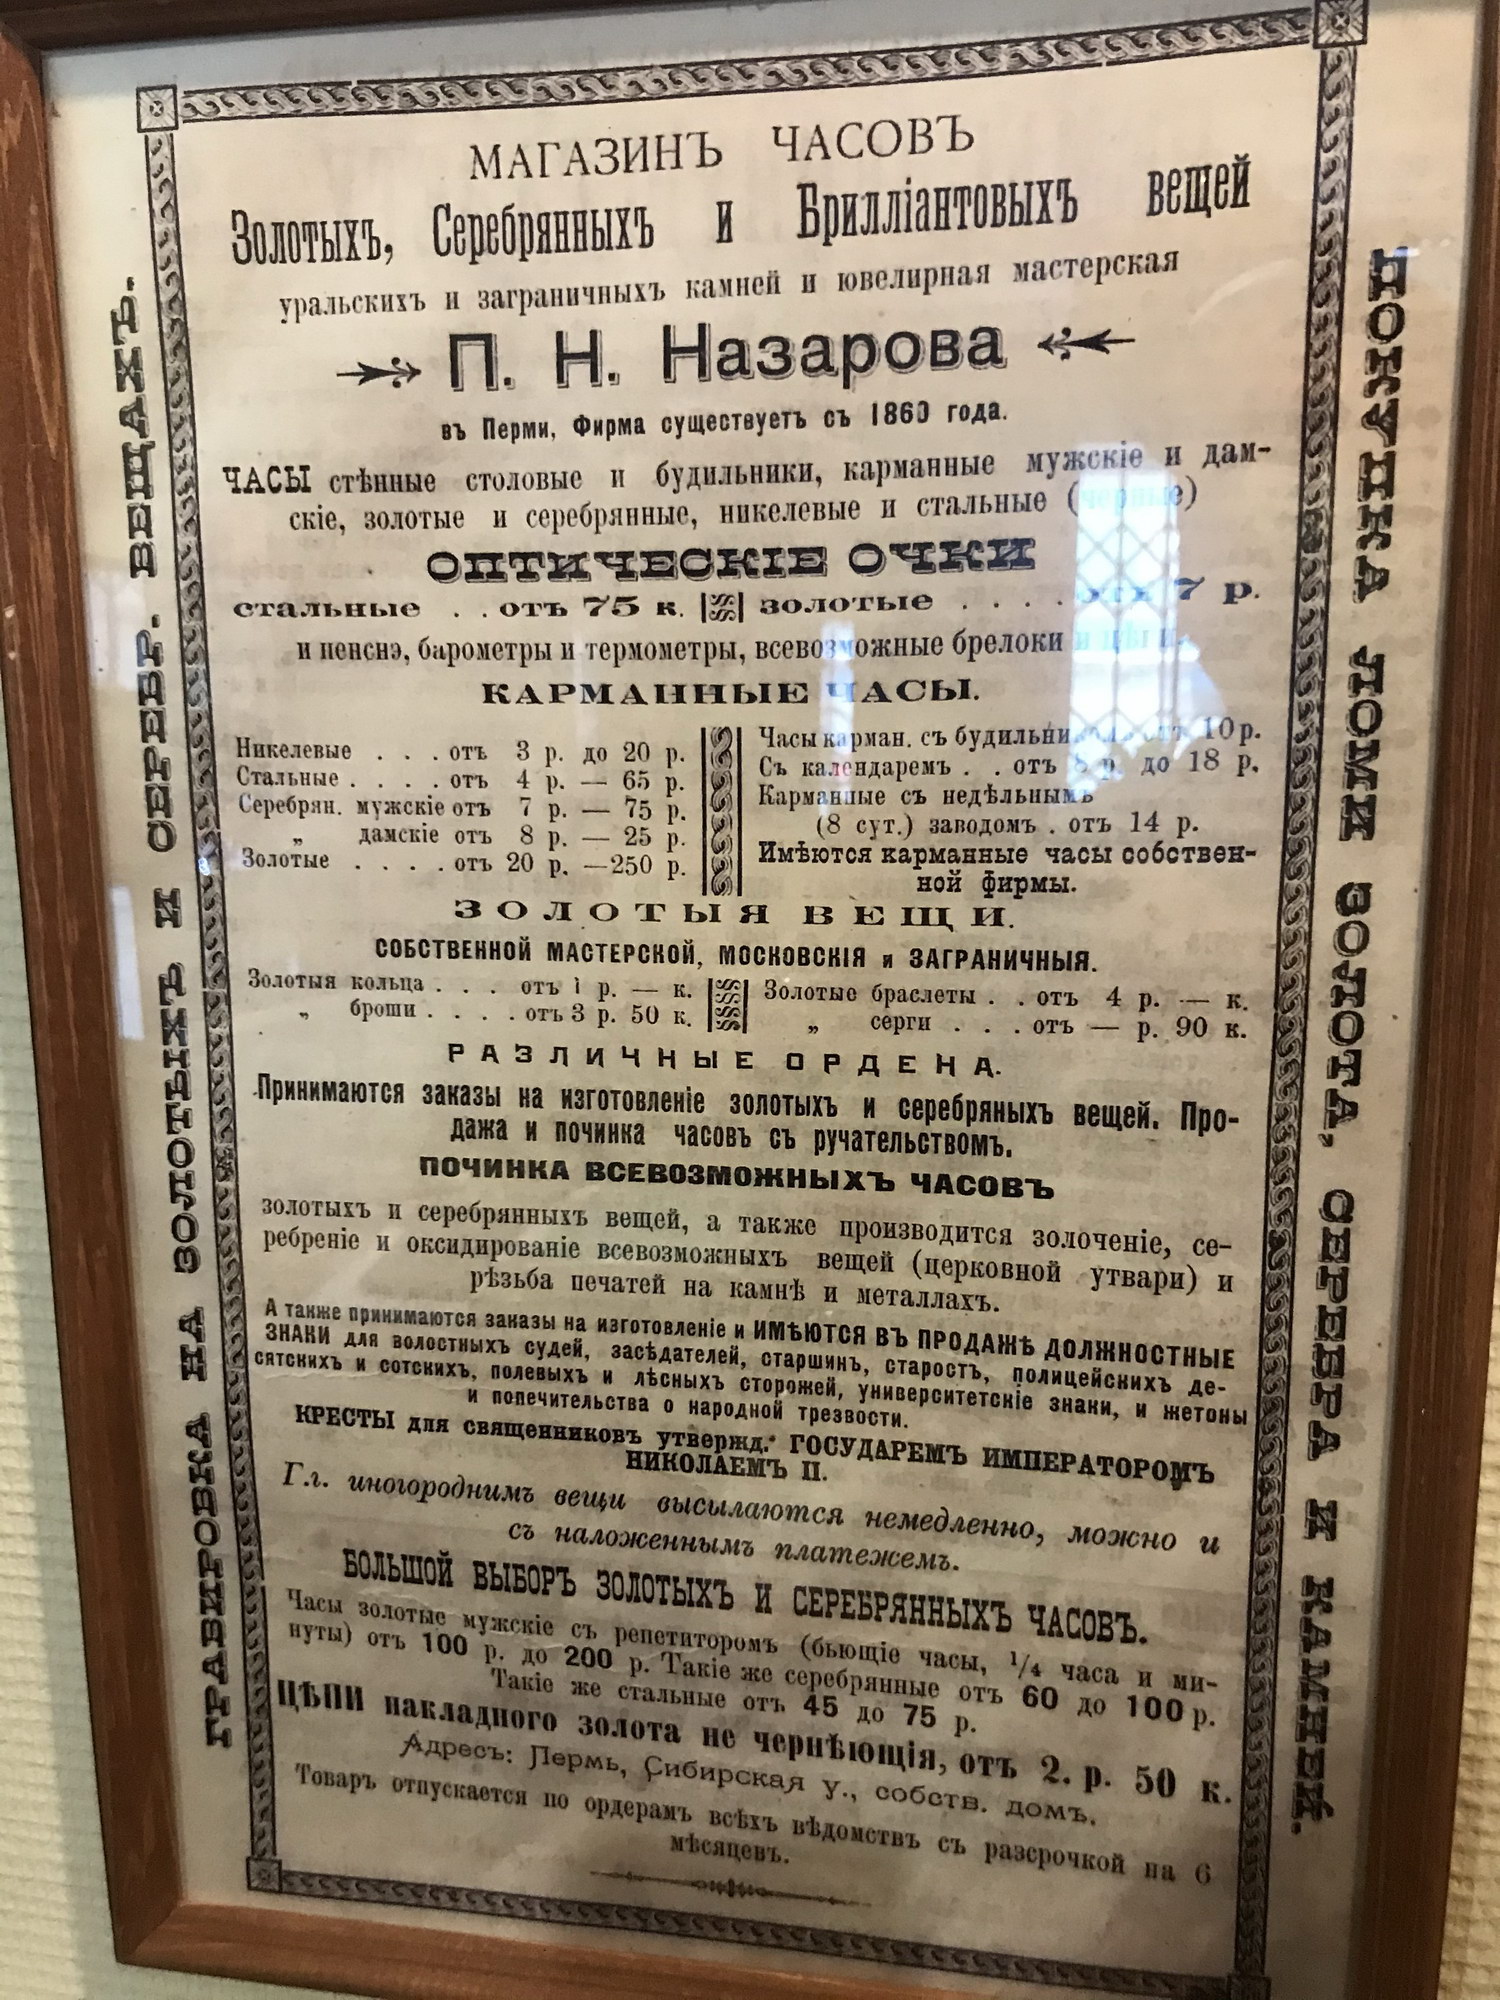 МАГАЗИНЪ ЧАСОВЪ
Золотыхъ, Серебрянныхъ и Брилліантовыхъ вещей
уральскихъ и заграничныхъ камней и ювелирная мастерская
П. Н. Назарова
въ Перми, Фирма существуетъ съ 1860 года.
ЧАСЫ стѣнные столовые и будильники, карманные мужскіе и дам-
скіе, золотые и серебрянные, никелевые и стальные (черные)
ОПТИЧЕСКІЕ ОЧКИ
стальные . . отъ 75 к. золотые . . . . отъ 7 р.
и пенснэ, барометры и термометры, всевозможные брелоки и цѣпи.
КАРМАННЫЕ ЧАСЫ.
Никелевые . . . отъ 3 р. до 20 р.
Стальные . . . . отъ 4 р. — 65 р.
Серебрян. мужскіе отъ 7 р. — 75 р.
„ дамскіе отъ 8 р. — 25 р.
Золотые . . . . отъ 20 р. —250 р.
Часы карман. съ 10 р.
Съ календаремъ . . отъ 8 р. до 18 р.
Карманные съ недѣльнымъ
(8 сут.) заводомъ . отъ 14 р.
Имѣются карманные часы собствен-
ной фирмы.
ЗОЛОТЫЯ ВЕЩИ.
СОБСТВЕННОЙ МАСТЕРСКОЙ, МОСКОВСКІЯ и ЗАГРАНИЧНЫЯ.
Золотыя кольца . . . отъ 1 р. — к.
„ броши . . . . отъ 3 р. 50 к.
Золотые браслеты . . отъ 4 р. — к.
„ серги . . . отъ — р. 90 к.
РАЗЛИЧНЫЕ ОРДЕНА.
Принимаются заказы на изготовленіе золотыхъ и серебряныхъ вещей. Про-
дажа и починка часовъ съ ручательствомъ.
ПОЧИНКА ВСЕВОЗМОЖНЫХЪ ЧАСОВЪ
золотыхъ и серебрянныхъ вещей, а также производится золоченіе, се-
ребреніе и оксидированіе всевозможныхъ вещей (церковной утвари) и
рѣзьба печатей на камнѣ и металлахъ.
А также принимаются заказы на изготовленіе и ИМѢЮТСЯ ВЪ ПРОДАЖѢ ДОЛЖНОСТНЫЕ
ЗНАКИ для волостныхъ судей, засѣдателей, старшинъ, старостъ, полицейскихъ де-
сятскихъ и сотскихъ, полевыхъ и лѣсныхъ сторожей, университетскіе знаки, и жетоны
и попечительства о народной трезвости.
КРЕСТЫ для священниковъ утвержд. ГОСУДАРЕМЪ ИМПЕРАТОРОМЪ
НИКОЛАЕМЪ II.
Г.г. иногороднимъ вещи высылаются немедленно, можно и
съ наложеннымъ платежемъ.
БОЛЬШОЙ ВЫБОРЪ ЗОЛОТЫХЪ И СЕРЕБРЯННЫХЪ ЧАСОВЪ.
Часы золотые мужскіе съ репетиторомъ (бьющіе часы, 1/4 часа и ми-
нуты) отъ 100 р. до 200 р. Такіе же серебрянные отъ 60 до 100 р.
Такіе же стальные отъ 45 до 75 р.
ЦѢПИ накладного золота не чернѣющія, отъ 2. р. 50 к.
Адресъ: Пермь, Сибирская у., собств. домъ.
Товаръ отпускается по ордерамъ всѣхъ вѣдомствъ съ разсрочкой на 6
мѣсяцевъ.
ГРАВИРОВКА НА ЗОЛОТЫХЪ И СЕРЕБР. ВЕЩАХЪ.
ПОКУПКА ЛОМИ ЗОЛОТА, СЕРЕБРА И КАМНЕЙ.